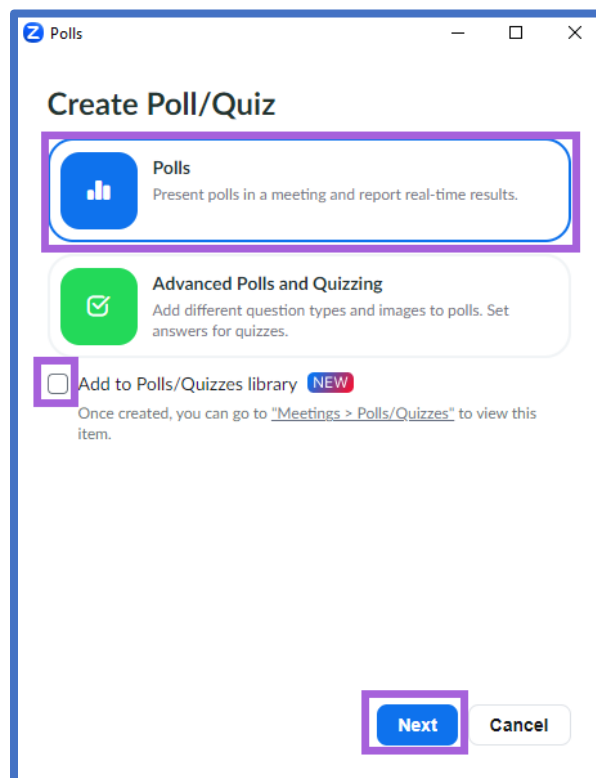 Z Polls
Create Poll/Quiz
Polls
Present polls in a meeting and report real-time results.
Advanced Polls and Quizzing
Add different question types and images to polls. Set
answers for quizzes.
Add to Polls/Quizzes library NEW
Once created, you can go to "Meetings > Polls/Quizzes" to view this
item.
Next Cancel